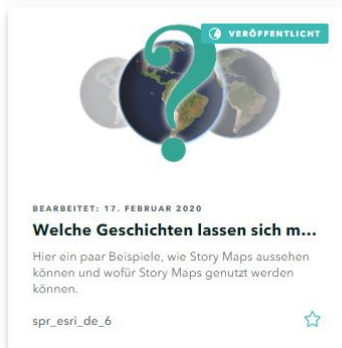 VERÖFFENTLICHT
BEARBEITET: 17. FEBRUAR 2020
Welche Geschichten lassen sich m...
Hier ein paar Beispiele, wie Story Maps aussehen
können und wofür Story Maps genutzt werden
können.
spr_esri_de_6